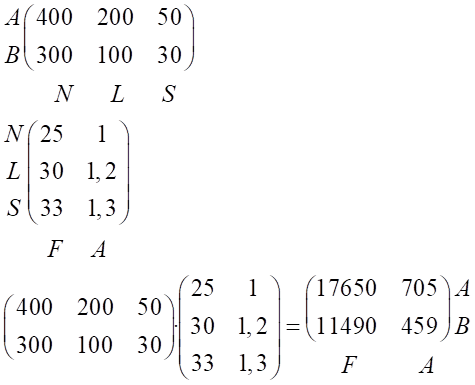 A 400 200 50
B 300 100 30
N L S
N 25 1
L 30 1,2
S 33 1,3
F A
(400 200 50
300 100 30) · (25 1
30 1,2
33 1,3) = (17650 705
11490 459) A
B
F A